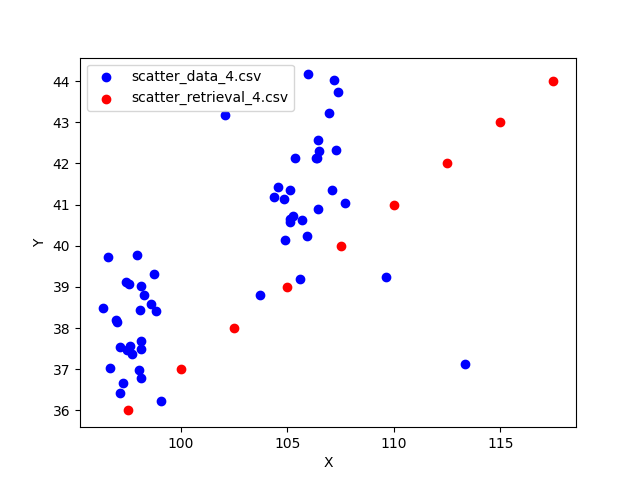 scatter_data_4.csv
scatter_retrieval_4.csv
44
43
42
41
40
39
38
37
36
Y
100 105 110 115
X